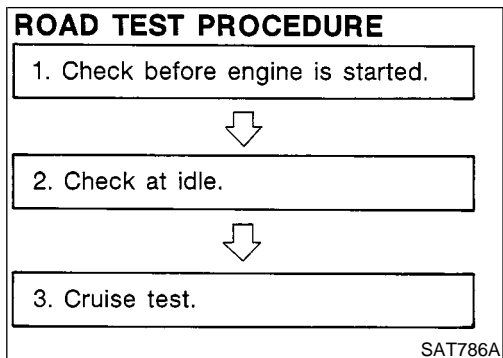 ROAD TEST PROCEDURE
1. Check before engine is started.
2. Check at idle.
3. Cruise test.
SAT786A